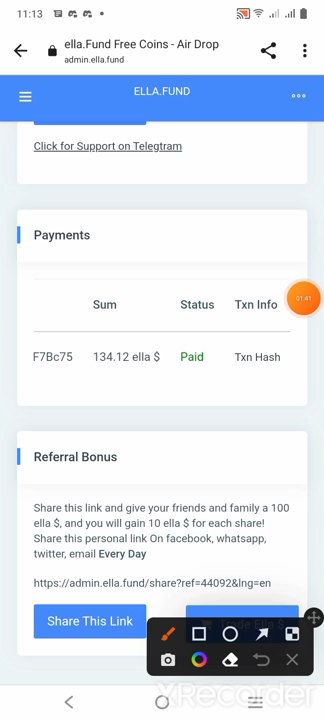 11:13
ella.Fund Free Coins - Air Drop
admin.ella.fund
ELLA.FUND
Click for Support on Telegtram
Payments
Sum Status Txn Info
01:41
F7Bc75 134.12 ella $ Paid Txn Hash
Referral Bonus
Share this link and give your friends and family a 100
ella $, and you will gain 10 ella $ for each share!
Share this personal link On facebook, whatsapp,
twitter, email Every Day
https://admin.ella.fund/share?ref=44092&lng=en
Share This Link
Trade Ella $
XRecorder